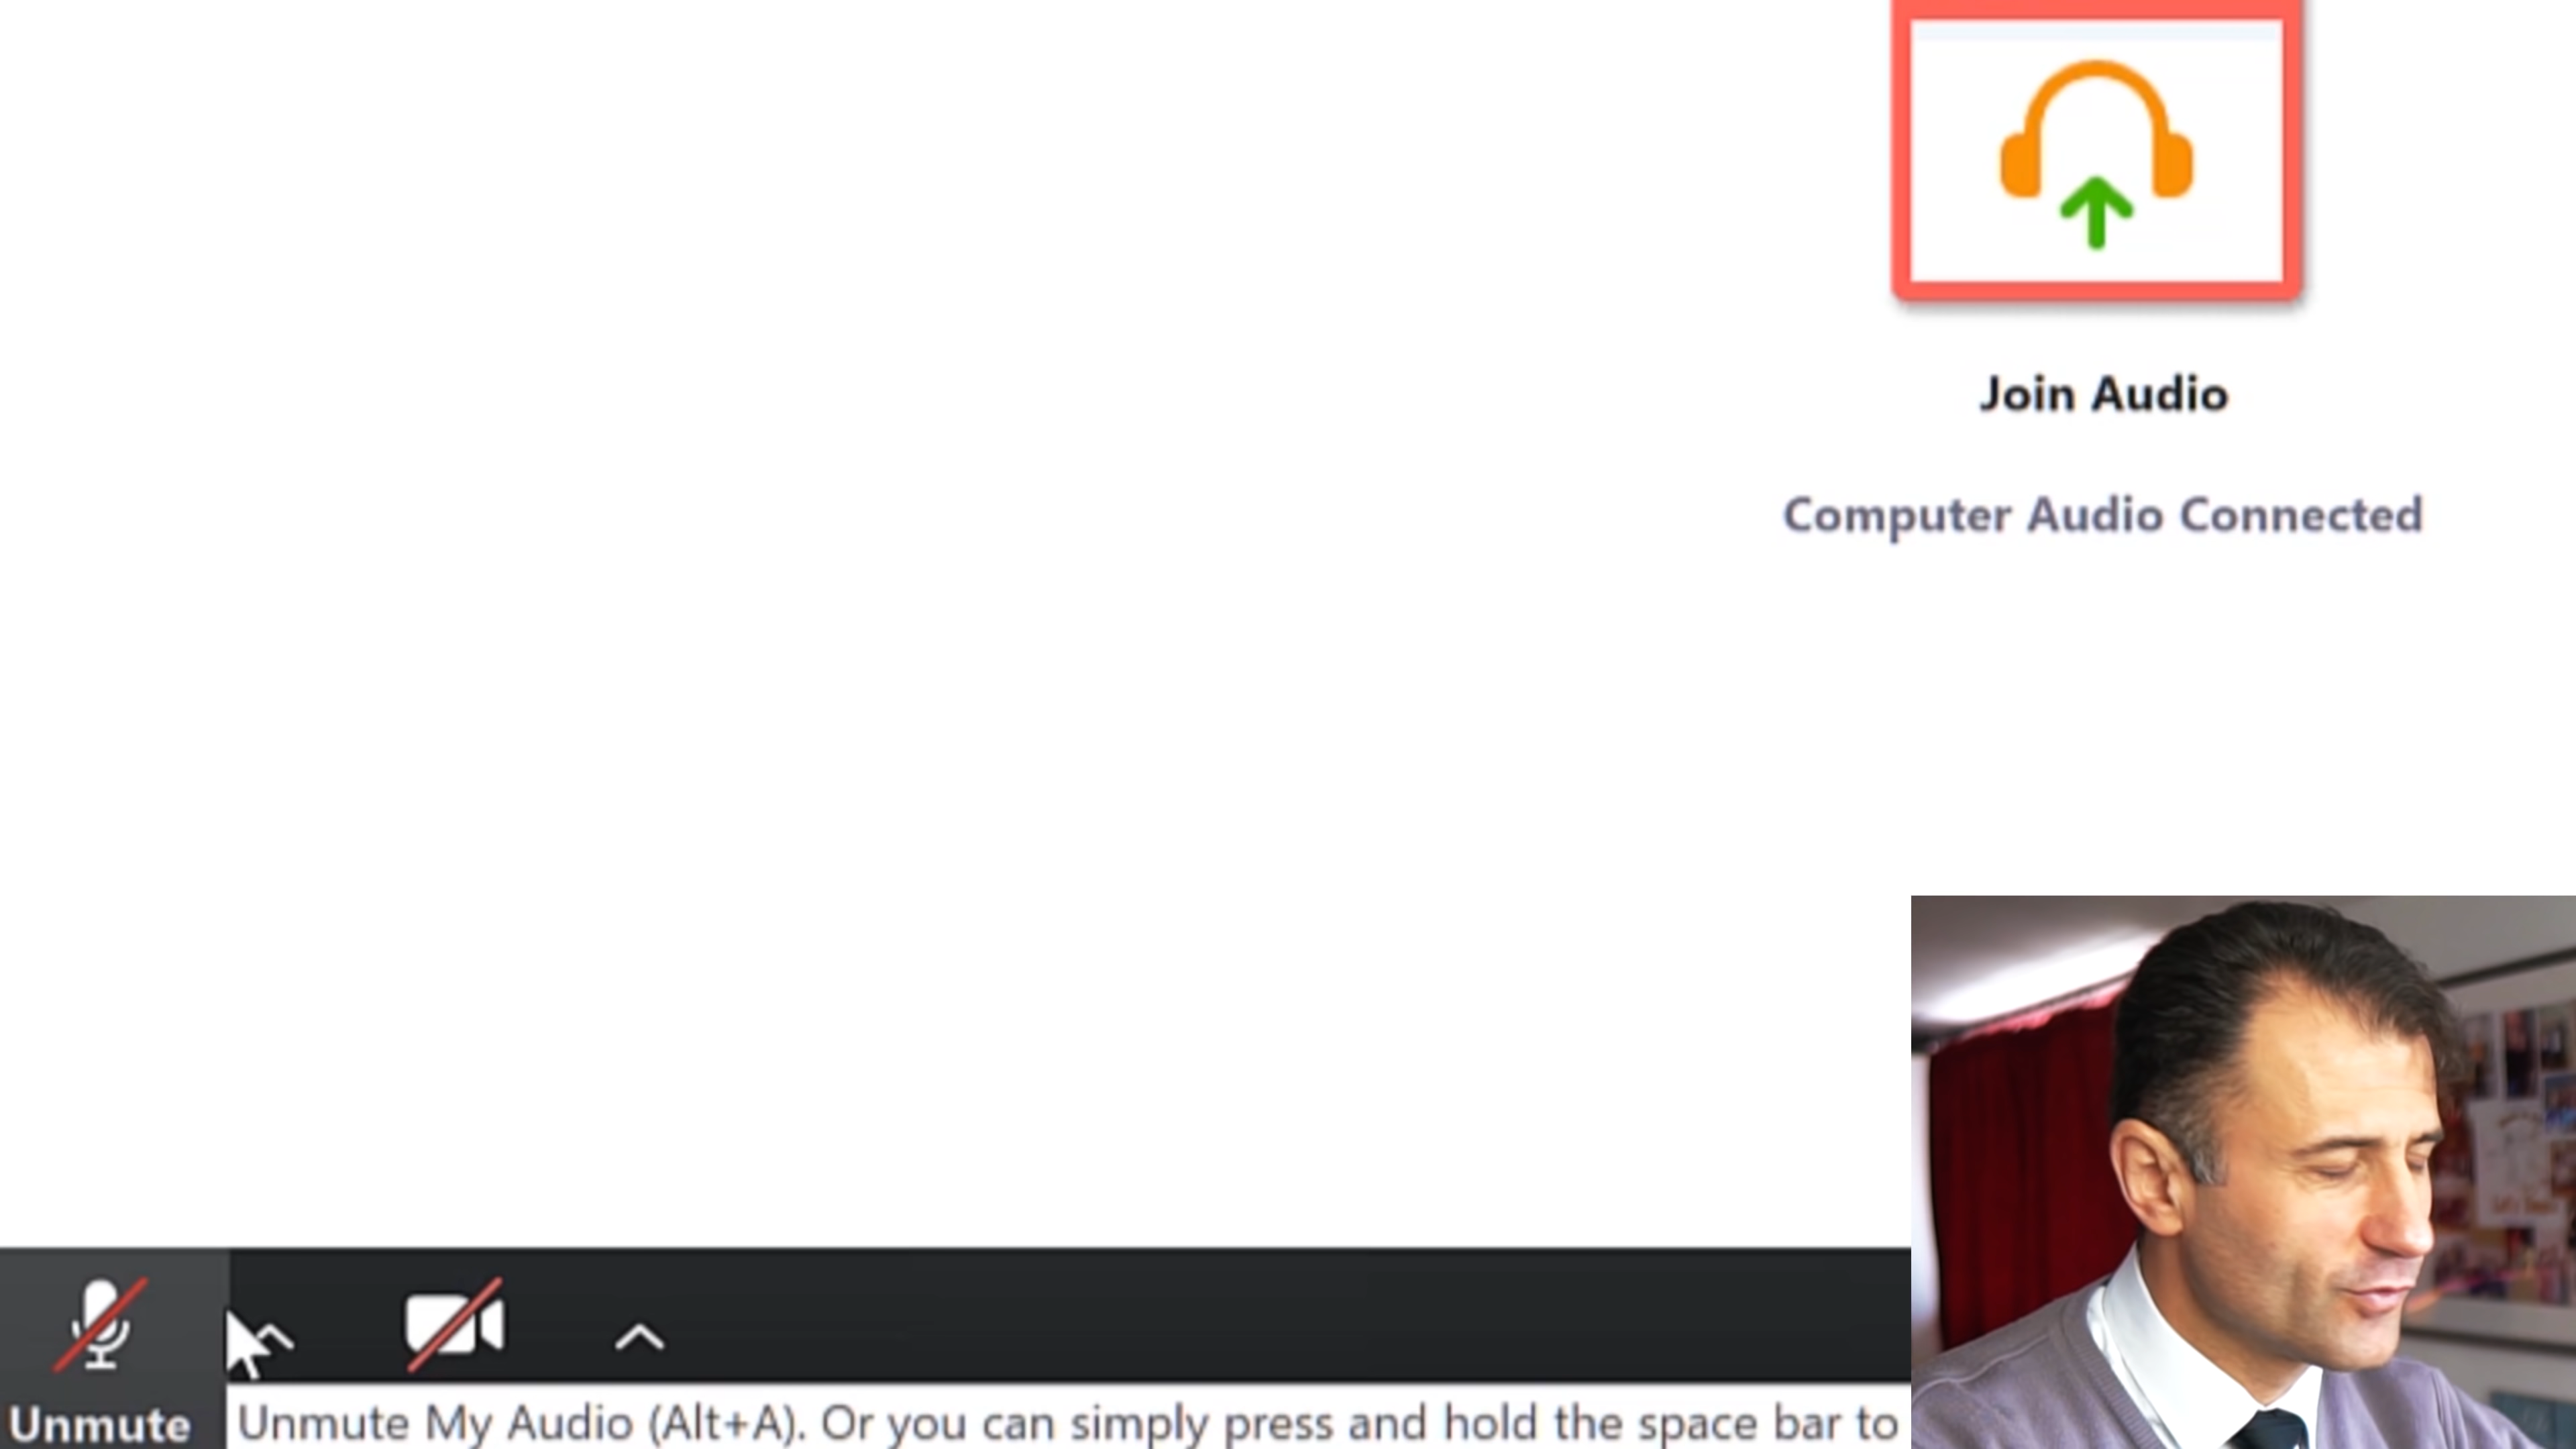 Join Audio
Computer Audio Connected
Unmute
Unmute My Audio (Alt+A). Or you can simply press and hold the space bar to